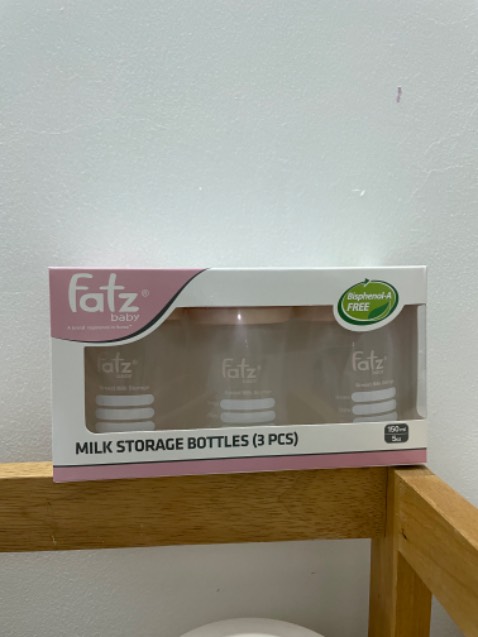 fatz®
baby
Bisphenol-A
FREE
fatz
fatz
fatz
MILK STORAGE BOTTLES (3 PCS)
150ml
5oz